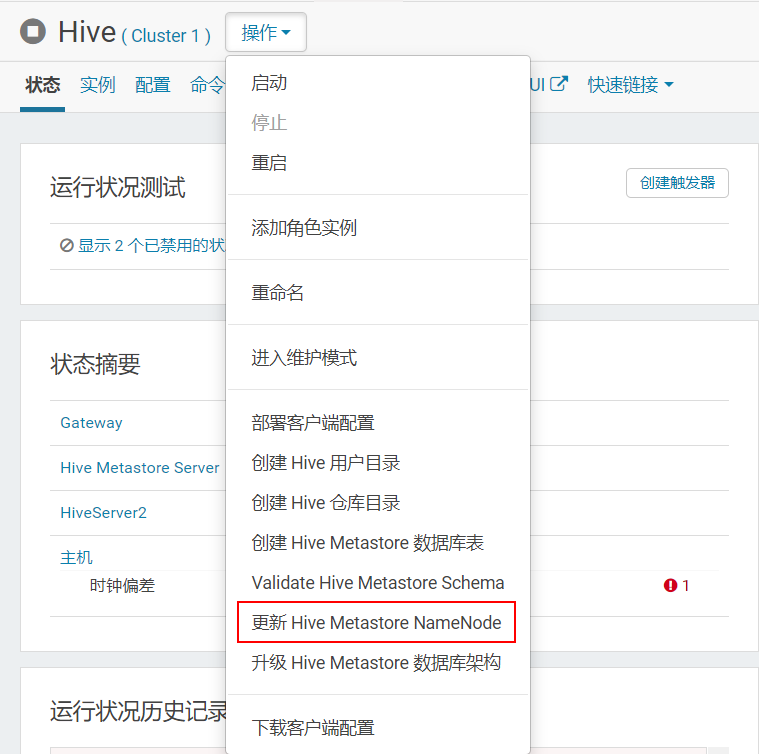 Hive ( Cluster 1 ) 操作
状态 实例 配置 命令 UI 快速链接
启动
停止
重启
运行状况测试 创建触发器
添加角色实例
显示 2 个已禁用的状
重命名
状态摘要 进入维护模式
Gateway 部署客户端配置
创建 Hive 用户目录
Hive Metastore Server
创建 Hive 仓库目录
HiveServer2
创建 Hive Metastore 数据库表
主机
时钟偏差 Validate Hive Metastore Schema 1
更新 Hive Metastore NameNode
升级 Hive Metastore 数据库架构
运行状况历史记录
下载客户端配置